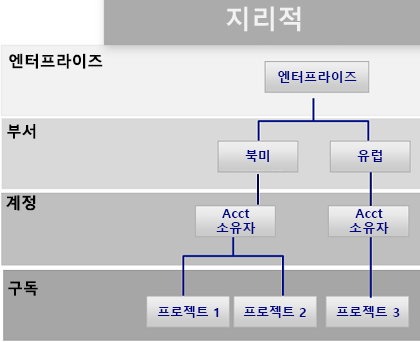 지리적
엔터프라이즈
엔터프라이즈
부서
북미
유럽
계정
Acct
소유자
Acct
소유자
구독
프로젝트 1
프로젝트 2
프로젝트 3